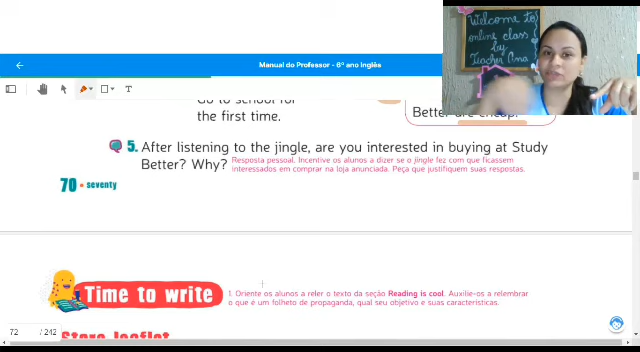 Manual do Professor - 6º ano Inglês
Welcome to
online class
by
Teacher
T
Go to school for
the first time.
Better are cheap.
5. After listening to the jingle, are you interested in buying at Study
Better? Why? Resposta pessoal. Incentive os alunos a dizer se o jingle fez com que ficassem
interessados em comprar na loja anunciada. Peça que justifiquem suas respostas.
70 • seventy
Time to write
1. Oriente os alunos a reler o texto da seção Reading is cool. Auxilie-os a relembrar
o que é um folheto de propaganda, qual seu objetivo e suas características.
Store leaflet
72 / 242